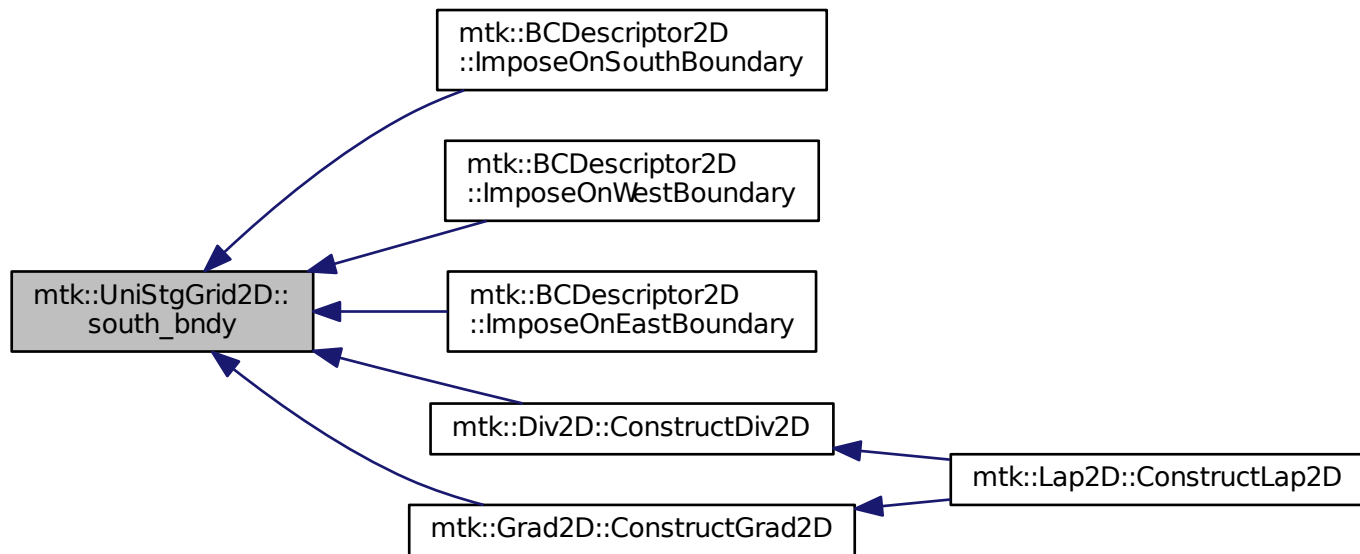 mtk::BCDescriptor2D
::ImposeOnSouthBoundary
mtk::BCDescriptor2D
::ImposeOnWestBoundary
mtk::UniStgGrid2D::
south_bndy
mtk::BCDescriptor2D
::ImposeOnEastBoundary
mtk::Div2D::ConstructDiv2D
mtk::Lap2D::ConstructLap2D
mtk::Grad2D::ConstructGrad2D